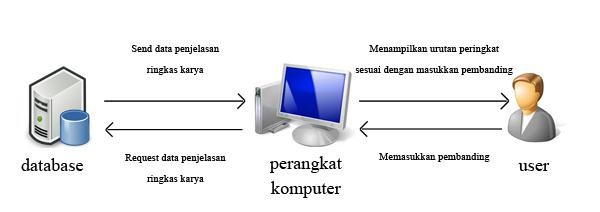 Send data penjelasan
ringkas karya
Menampilkan urutan peringkat
sesuai dengan masukkan pembanding
Request data penjelasan
ringkas karya
Memasukkan pembanding
database
perangkat
komputer
user